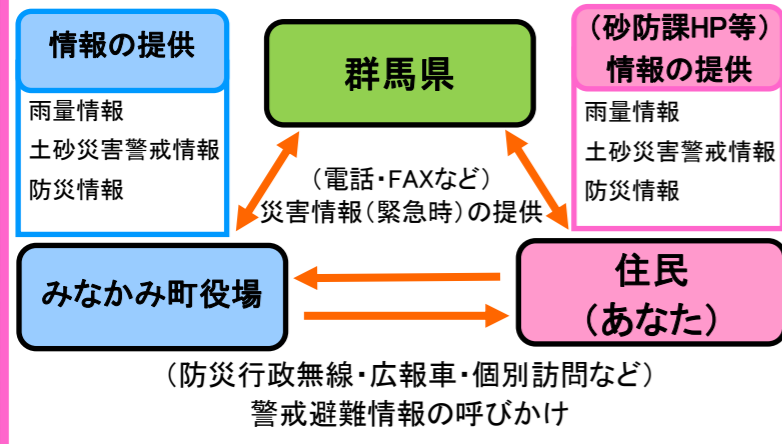 情報の提供
雨量情報
土砂災害警戒情報
防災情報
群馬県
（砂防課HP等）
情報の提供
雨量情報
土砂災害警戒情報
防災情報
（電話・FAXなど）
災害情報（緊急時）の提供
みなかみ町役場
住民
（あなた）
（防災行政無線・広報車・個別訪問など）
警戒避難情報の呼びかけ